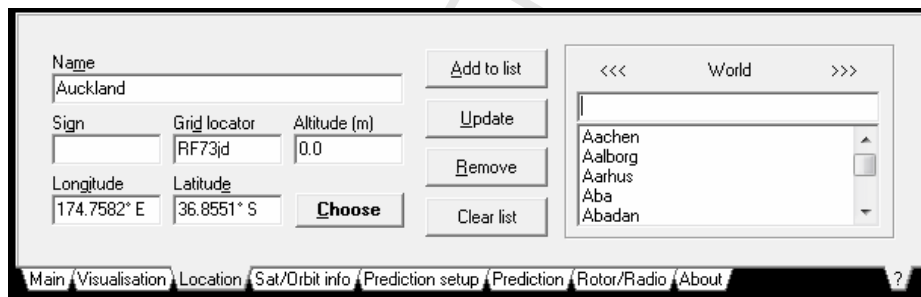 Name
Auckland
Sign Grid locator Altitude (m)
RF73jd 0.0
Longitude Latitude
174.7582° E 36.8551° S Choose
Add to list
Update
Remove
Clear list
<<< World >>>
Aachen
Aalborg
Aarhus
Aba
Abadan
Main Visualisation Location Sat/Orbit info Prediction setup Prediction Rotor/Radio About ?